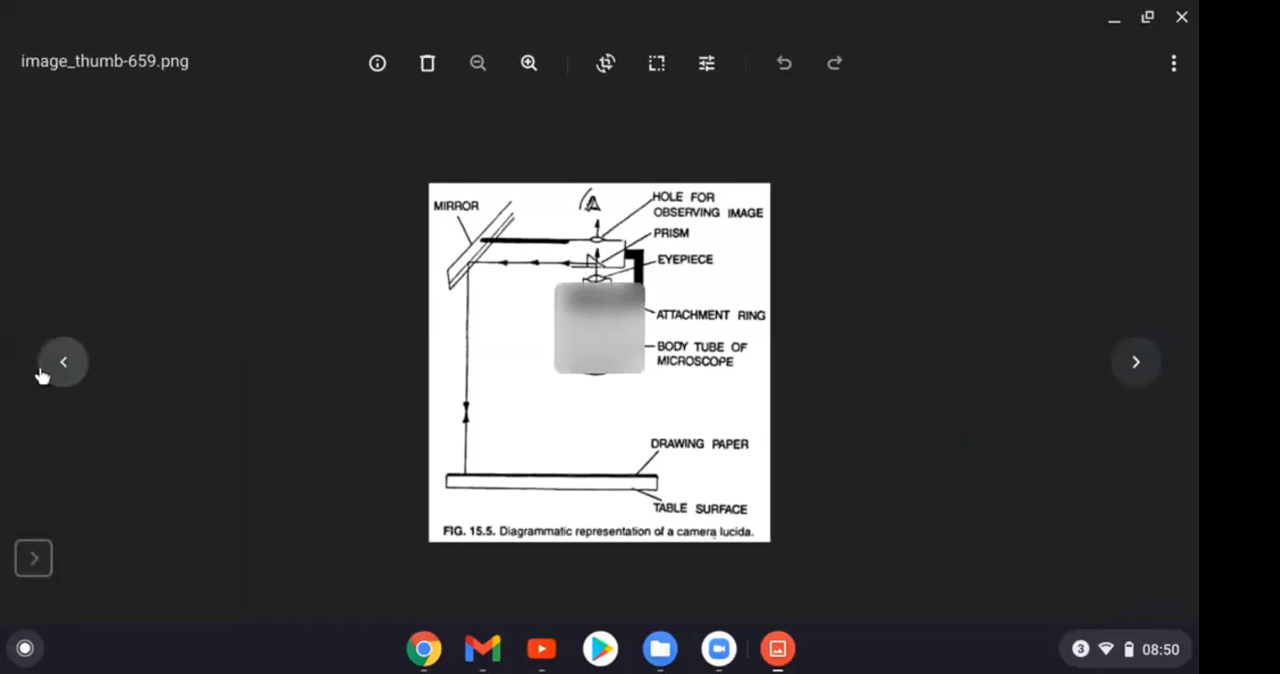 image_thumb-659.png
MIRROR
HOLE FOR
OBSERVING IMAGE
PRISM
EYEPIECE
ATTACHMENT RING
BODY TUBE OF
MICROSCOPE
DRAWING PAPER
TABLE SURFACE
FIG. 15.5. Diagrammatic representation of a camera lucida.
3
08:50